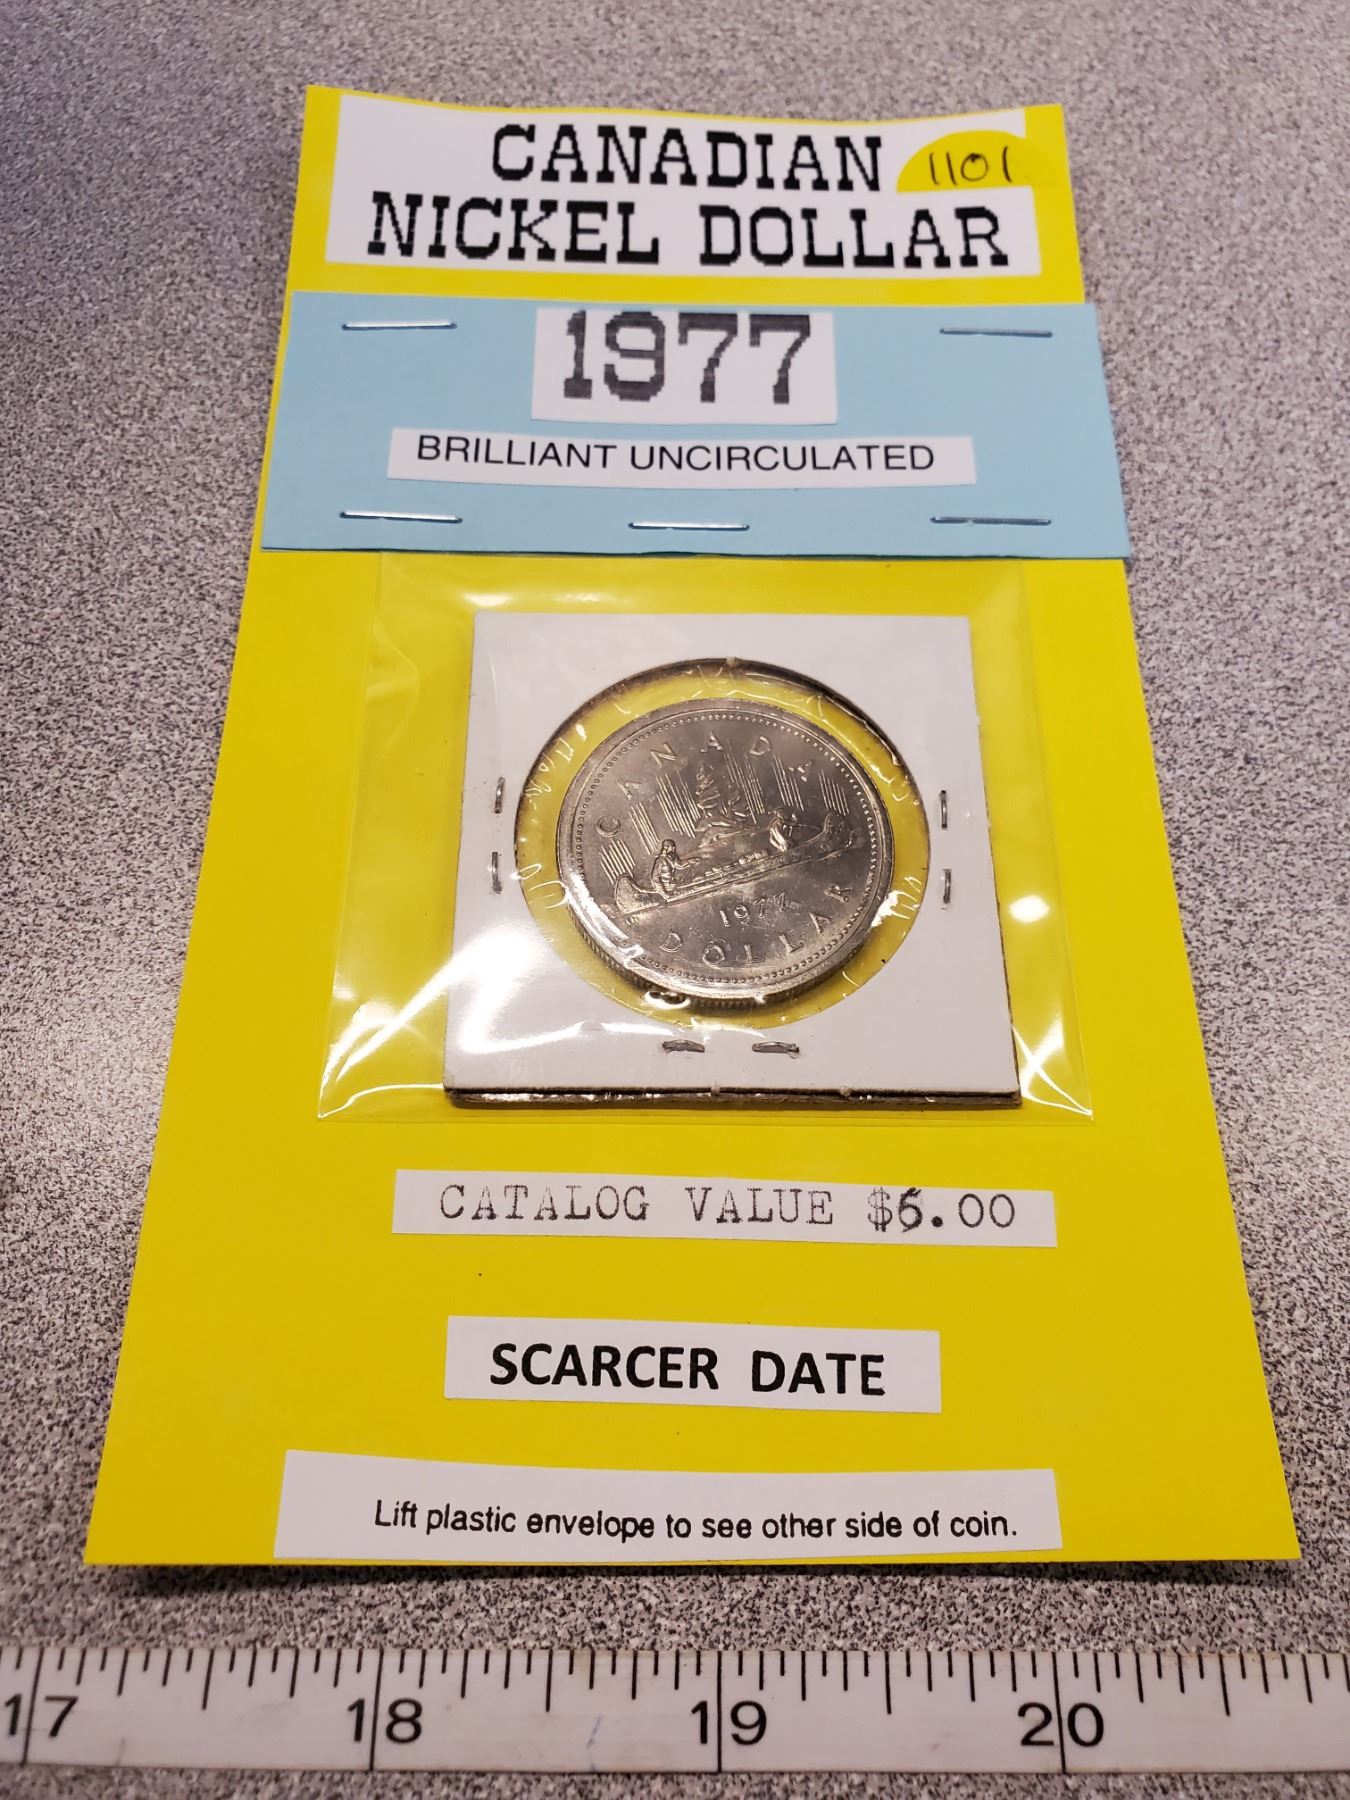 CANADIAN
1101
NICKEL DOLLAR
1977
BRILLIANT UNCIRCULATED
CANADA
1977
DOLLAR
CATALOG VALUE $6.00
SCARCER DATE
Lift plastic envelope to see other side of coin.
17 18 19 20